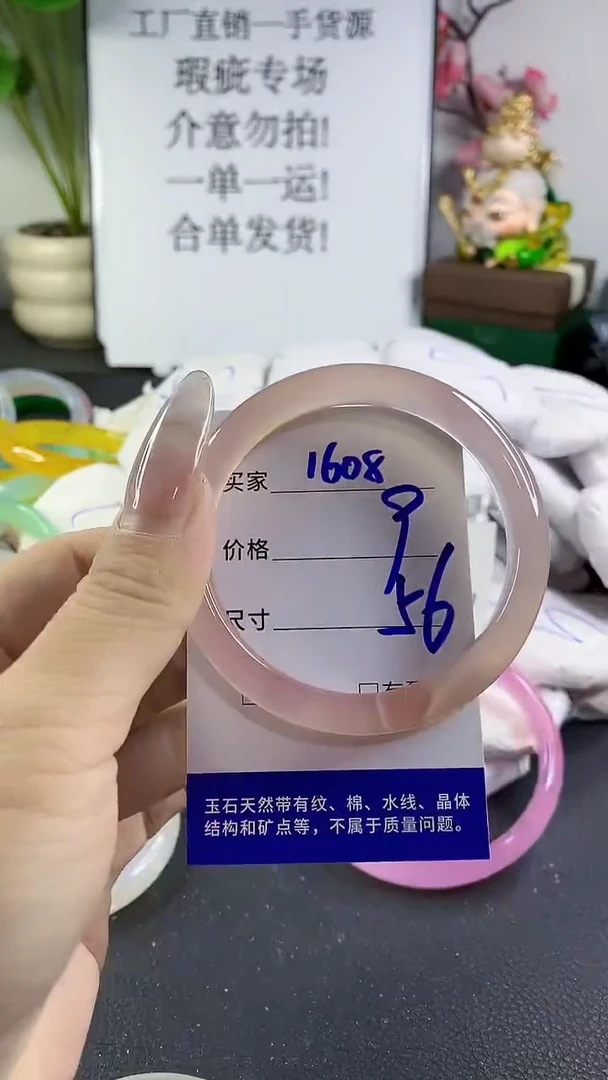 工厂直销一手货源
瑕疵专场
介意勿拍!
一单一运!
合单发货!
买家 1608
价格
尺寸 56
玉石天然带有纹、棉、水线、晶体
结构和矿点等，不属于质量问题。